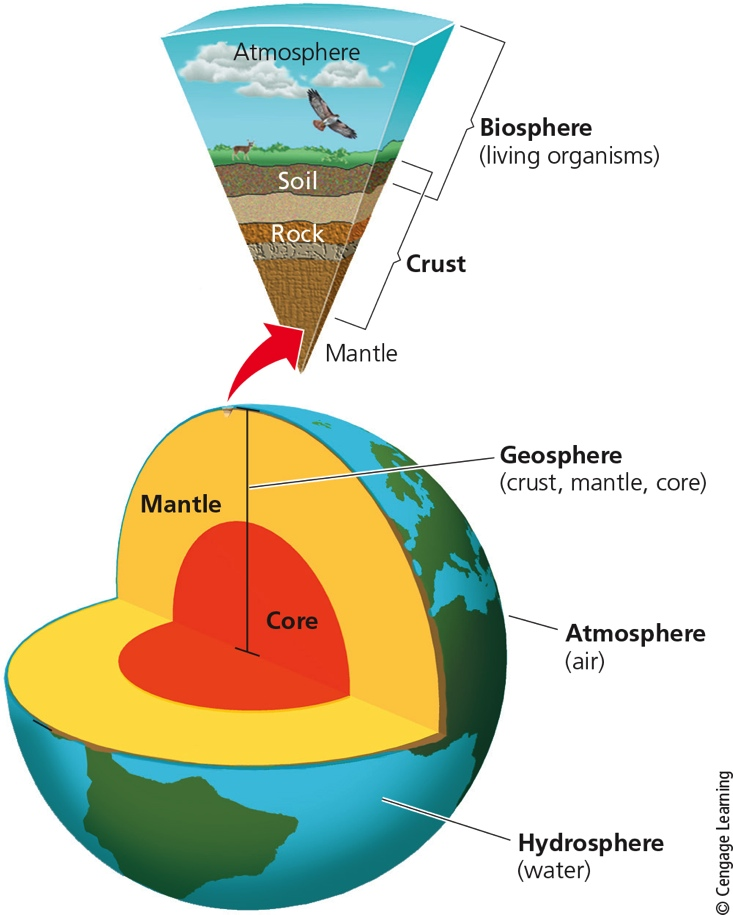 Atmosphere
Biosphere
(living organisms)
Soil
Rock
Crust
Mantle
Geosphere
(crust, mantle, core)
Mantle
Core
Atmosphere
(air)
Hydrosphere
(water)
© Cengage Learning